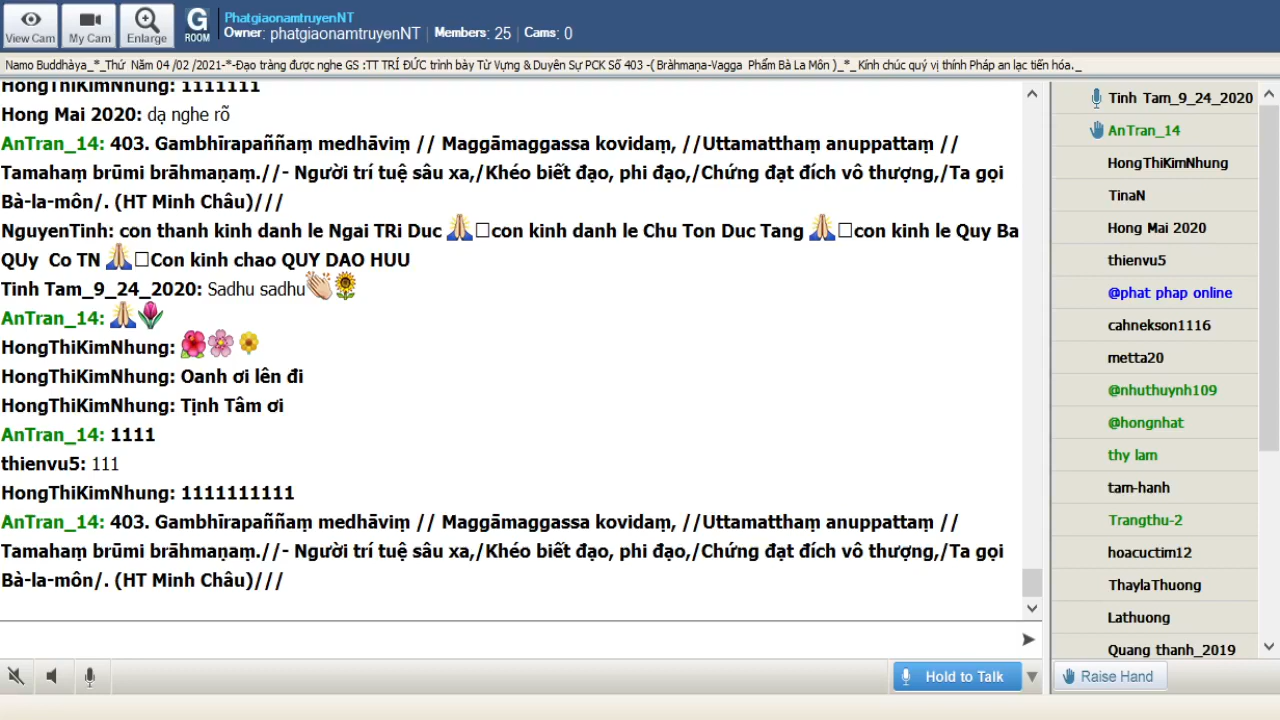 View Cam
My Cam
Enlarge
G
ROOM
PhatgiaonamtruyenNT
Owner: phatgiaonamtruyenNT | Members: 25 | Cams: 0
Namo Buddhàya_*_Thứ Năm 04 /02 /2021-*-Đạo tràng được nghe GS :TT TRÍ ĐỨC trình bày Từ Vựng & Duyên Sự PCK Số 403 -( Bràhmaṇa-Vagga Phẩm Bà La Môn )_*_ Kính chúc quý vị thính Pháp an lạc tiến hóa._
HongThiKimNhung: 1111111
Hong Mai 2020: dạ nghe rõ
AnTran_14: 403. Gambhīrapaññaṃ medhāviṃ // Maggāmaggassa kovidaṃ, //Uttamatthaṃ anuppattaṃ //
Tamahaṃ brūmi brāhmaṇaṃ.//- Người trí tuệ sâu xa,/Khéo biết đạo, phi đạo,/Chứng đạt đích vô thượng,/Ta gọi
Bà-la-môn/. (HT Minh Châu)///
NguyenTinh: con thanh kinh danh le Ngai TRi Duc 🙏□con kinh danh le Chu Ton Duc Tang 🙏□con kinh le Quy Ba
QUy Co TN 🙏□Con kinh chao QUY DAO HUU
Tinh Tam_9_24_2020: Sadhu sadhu👏🌻
AnTran_14: 🙏🌷
HongThiKimNhung: 🌺🌸🌼
HongThiKimNhung: Oanh ơi lên đi
HongThiKimNhung: Tịnh Tâm ơi
AnTran_14: 1111
thienvu5: 111
HongThiKimNhung: 1111111111
AnTran_14: 403. Gambhīrapaññaṃ medhāviṃ // Maggāmaggassa kovidaṃ, //Uttamatthaṃ anuppattaṃ //
Tamahaṃ brūmi brāhmaṇaṃ.//- Người trí tuệ sâu xa,/Khéo biết đạo, phi đạo,/Chứng đạt đích vô thượng,/Ta gọi
Bà-la-môn/. (HT Minh Châu)///
Tinh Tam_9_24_2020
AnTran_14
HongThiKimNhung
TinaN
Hong Mai 2020
thienvu5
@phat phap online
cahnekson1116
metta20
@nhuthuynh109
@hongnhat
thy lam
tam-hanh
Trangthu-2
hoacuctim12
ThaylaThuong
Lathuong
Quang thanh_2019
Hold to Talk
Raise Hand